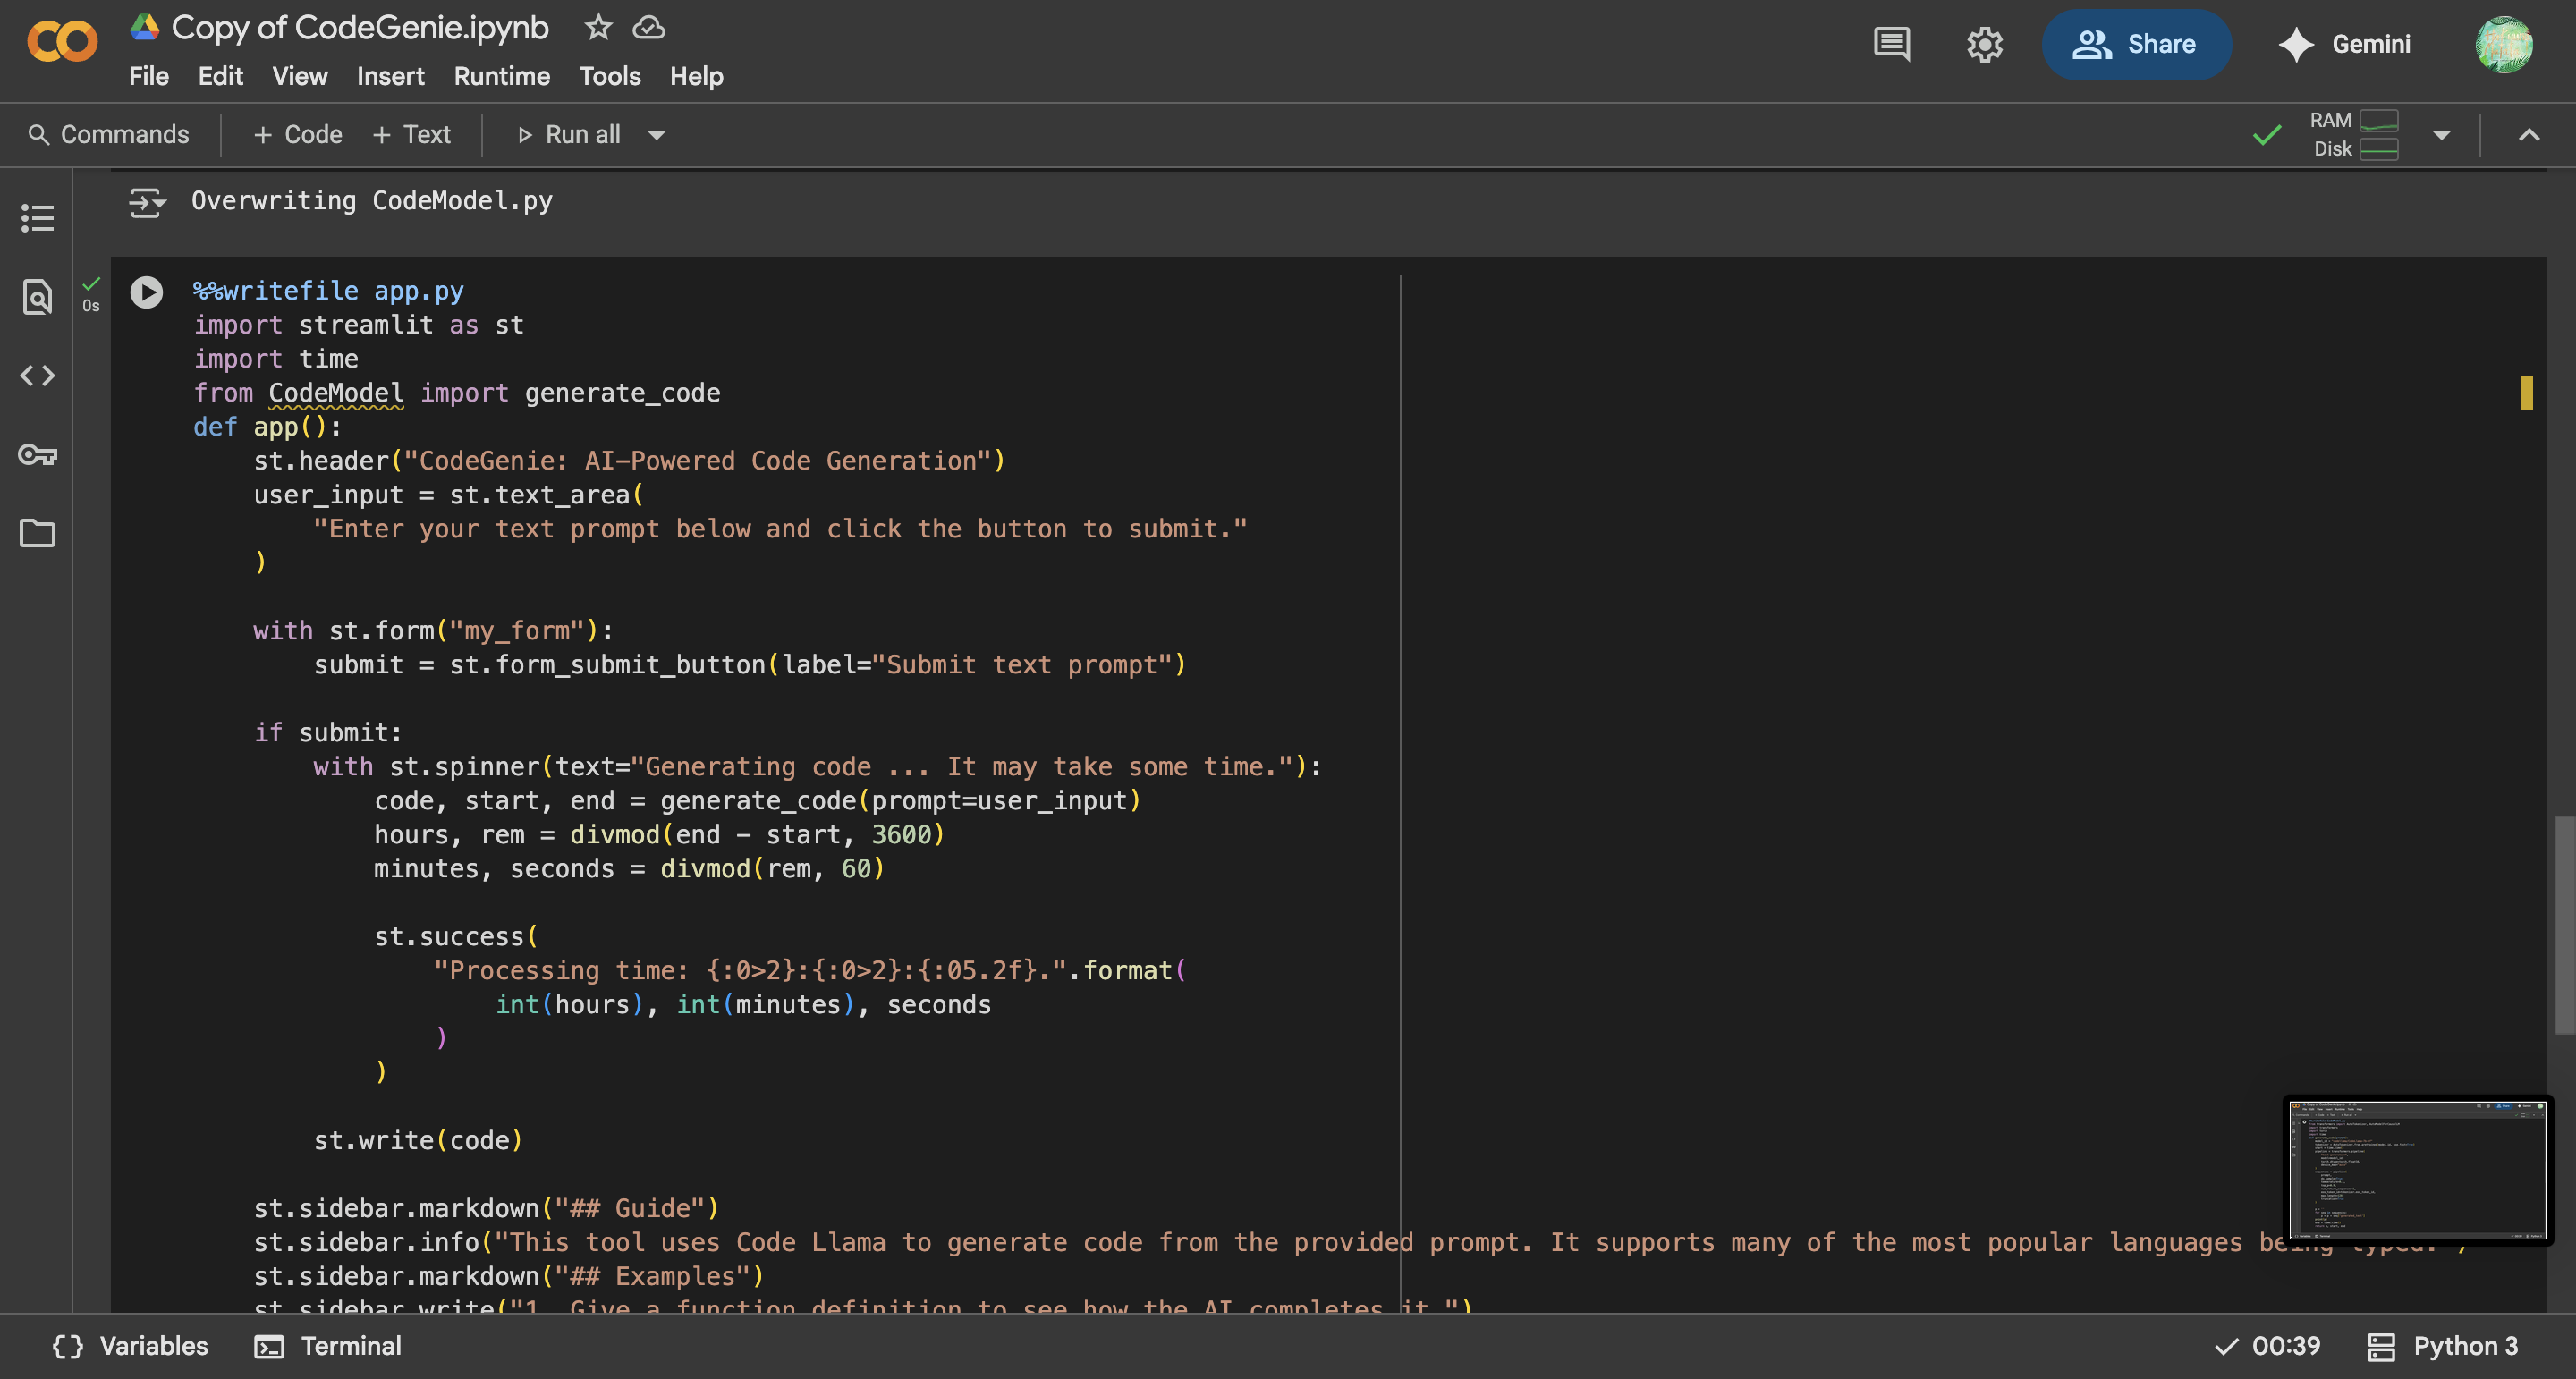 Copy of CodeGenie.ipynb
File Edit View Insert Runtime Tools Help
Share
Gemini
Commands
+ Code + Text
Run all
RAM
Disk
Overwriting CodeModel.py
0s
%%writefile app.py
import streamlit as st
import time
from CodeModel import generate_code
def app():
    st.header("CodeGenie: AI-Powered Code Generation")
    user_input = st.text_area(
        "Enter your text prompt below and click the button to submit."
    )
    with st.form("my_form"):
        submit = st.form_submit_button(label="Submit text prompt")
    if submit:
        with st.spinner(text="Generating code ... It may take some time."):
            code, start, end = generate_code(prompt=user_input)
            hours, rem = divmod(end - start, 3600)
            minutes, seconds = divmod(rem, 60)
            st.success(
                "Processing time: {:0>2}:{:0>2}:{:05.2f}.".format(
                    int(hours), int(minutes), seconds
                )
            )
        st.write(code)
    st.sidebar.markdown("## Guide")
    st.sidebar.info("This tool uses Code Llama to generate code from the provided prompt. It supports many of the most popular languages being typed.")
    st.sidebar.markdown("## Examples")
    st.sidebar.write("1. Give a function definition to see how the AI completes it.")
Variables Terminal
00:39
Python 3